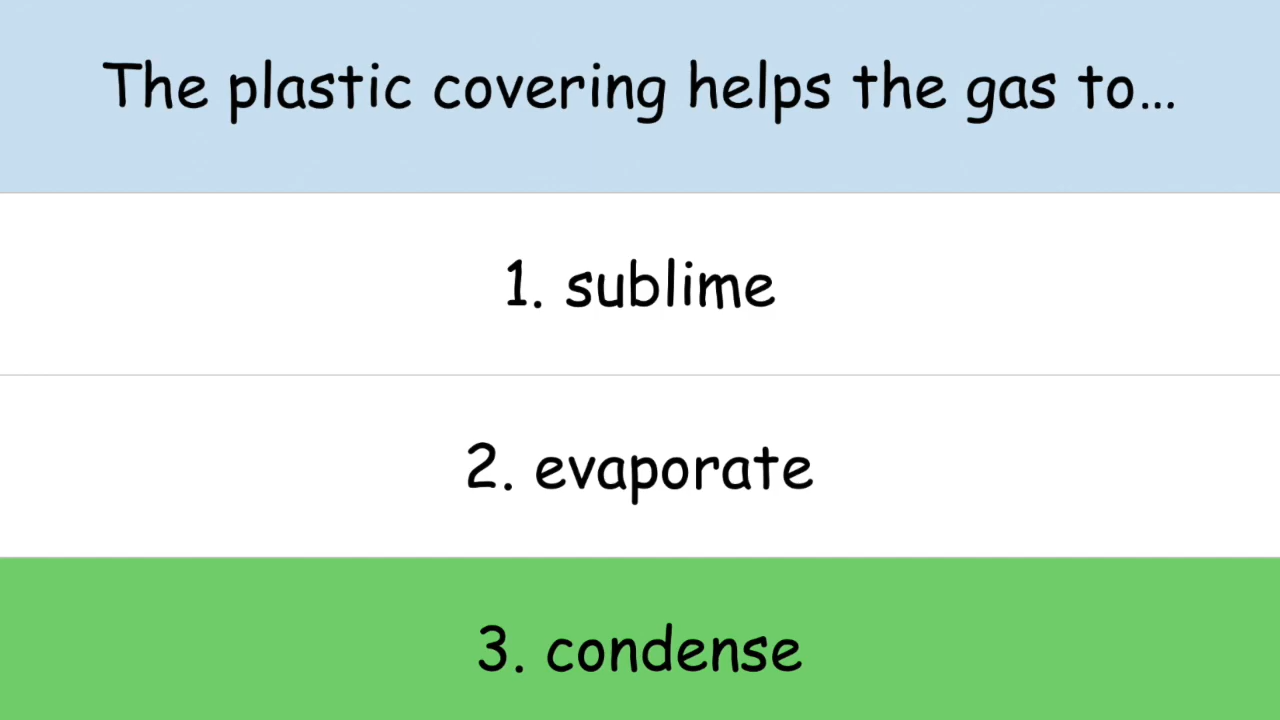 The plastic covering helps the gas to...
1. sublime
2. evaporate
3. condense